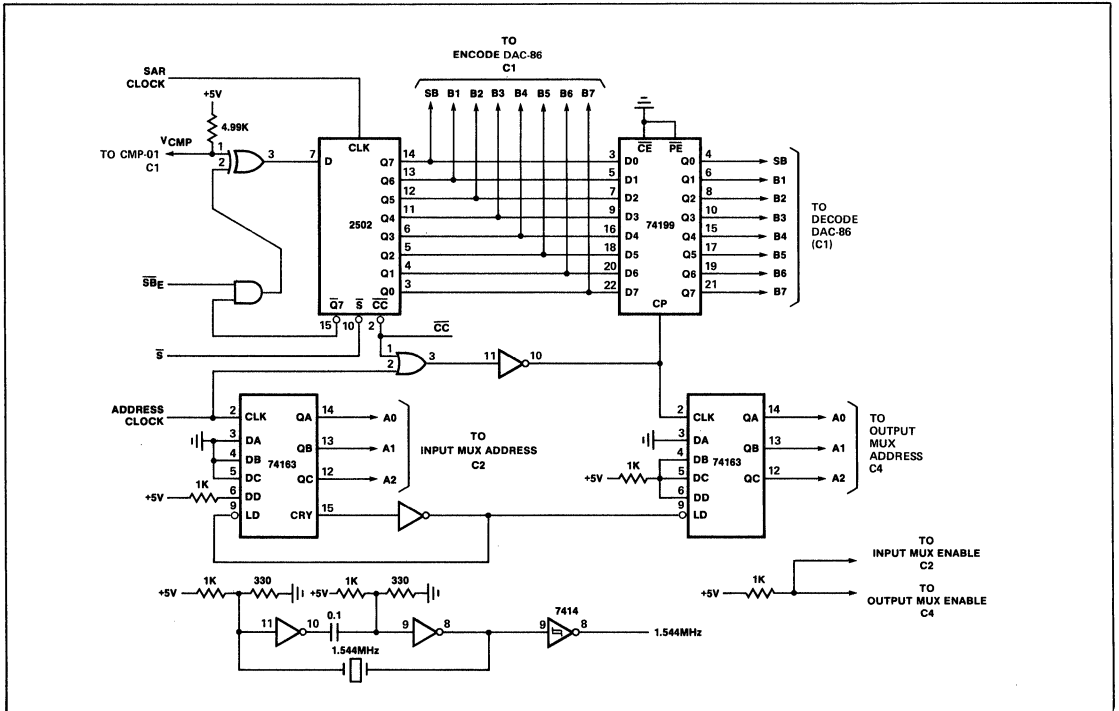 TO
ENCODE DAC-86
C1
SAR
CLOCK
SB B1 B2 B3 B4 B5 B6 B7
+5V
4.99K
VCMP
TO CMP-01
C1
1
2
3
7
D
CLK
2502
14 Q7
13 Q6
12 Q5
11 Q4
6 Q3
5 Q2
4 Q1
3 Q0
Q̅7 S̅ C̅C̅
15 10 2
C̅E̅ P̅E̅
74199
3 D0 Q0 4 SB
5 D1 Q1 6 B1
7 D2 Q2 8 B2
9 D3 Q3 10 B3
16 D4 Q4 15 B4
18 D5 Q5 17 B5
20 D6 Q6 19 B6
22 D7 Q7 21 B7
CP
TO
DECODE
DAC-86
(C1)
S̅B̅E
S̅
C̅C̅
1
2
3
11 10
ADDRESS
CLOCK
2 CLK QA 14 A0
3 DA
4 DB QB 13 A1
74163
5 DC QC 12 A2
6 DD
9 LD CRY 15
+5V 1K
TO
INPUT MUX ADDRESS
C2
2 CLK QA 14 A0
3 DA
4 DB QB 13 A1
74163
5 DC QC 12 A2
6 DD
9 LD
+5V 1K
TO
OUTPUT
MUX
ADDRESS
C4
+5V 1K 330 +5V 1K 330
11 10 0.1 9 8
1.544MHz
7414
9 8
1.544MHz
+5V 1K
TO
INPUT MUX ENABLE
C2
TO
OUTPUT MUX ENABLE
C4